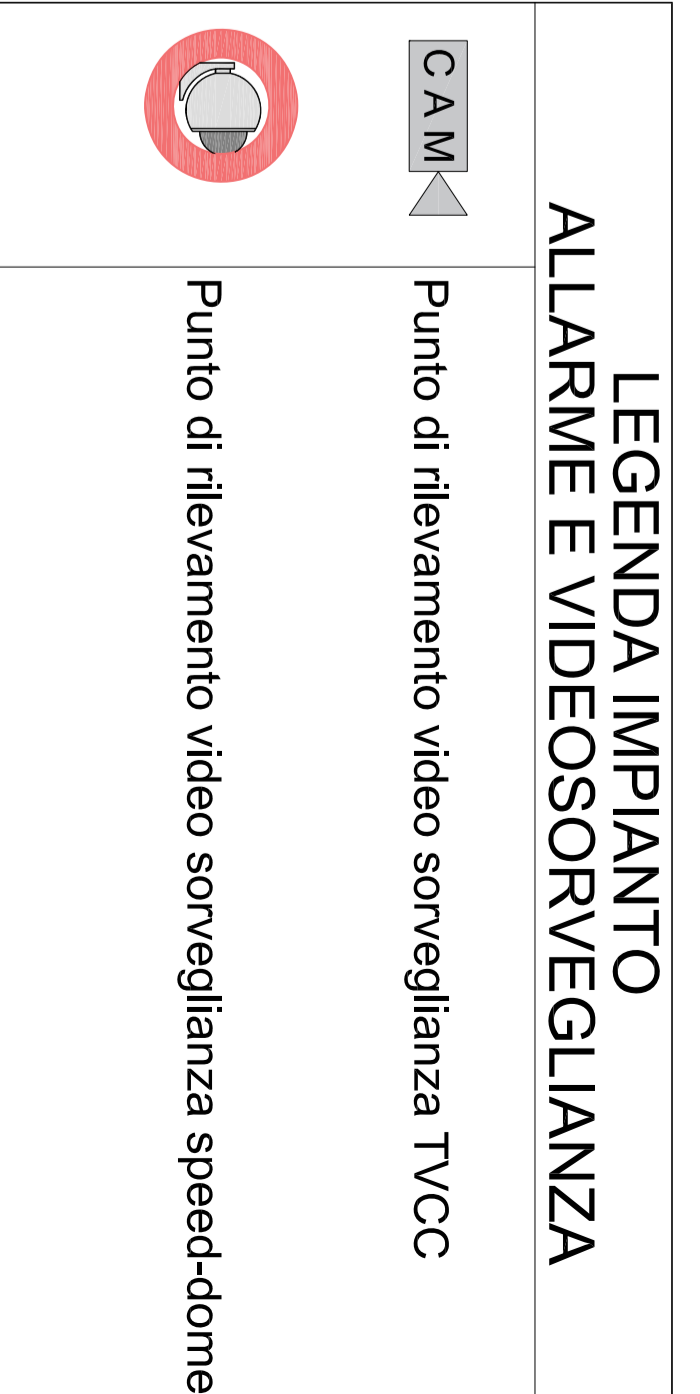 LEGENDA IMPIANTO
ALLARME E VIDEOSORVEGLIANZA
CAM
Punto di rilevamento video sorveglianza TVCC
Punto di rilevamento video sorveglianza speed-dome